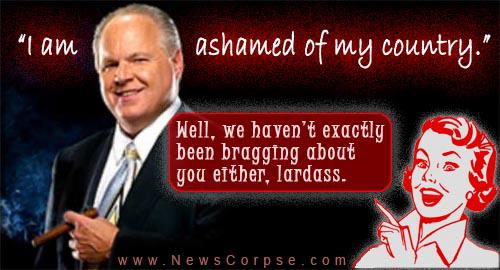 “I am ashamed of my country.”
Well, we haven't exactly
been bragging about
you either, lardass.
www.NewsCorpse.com